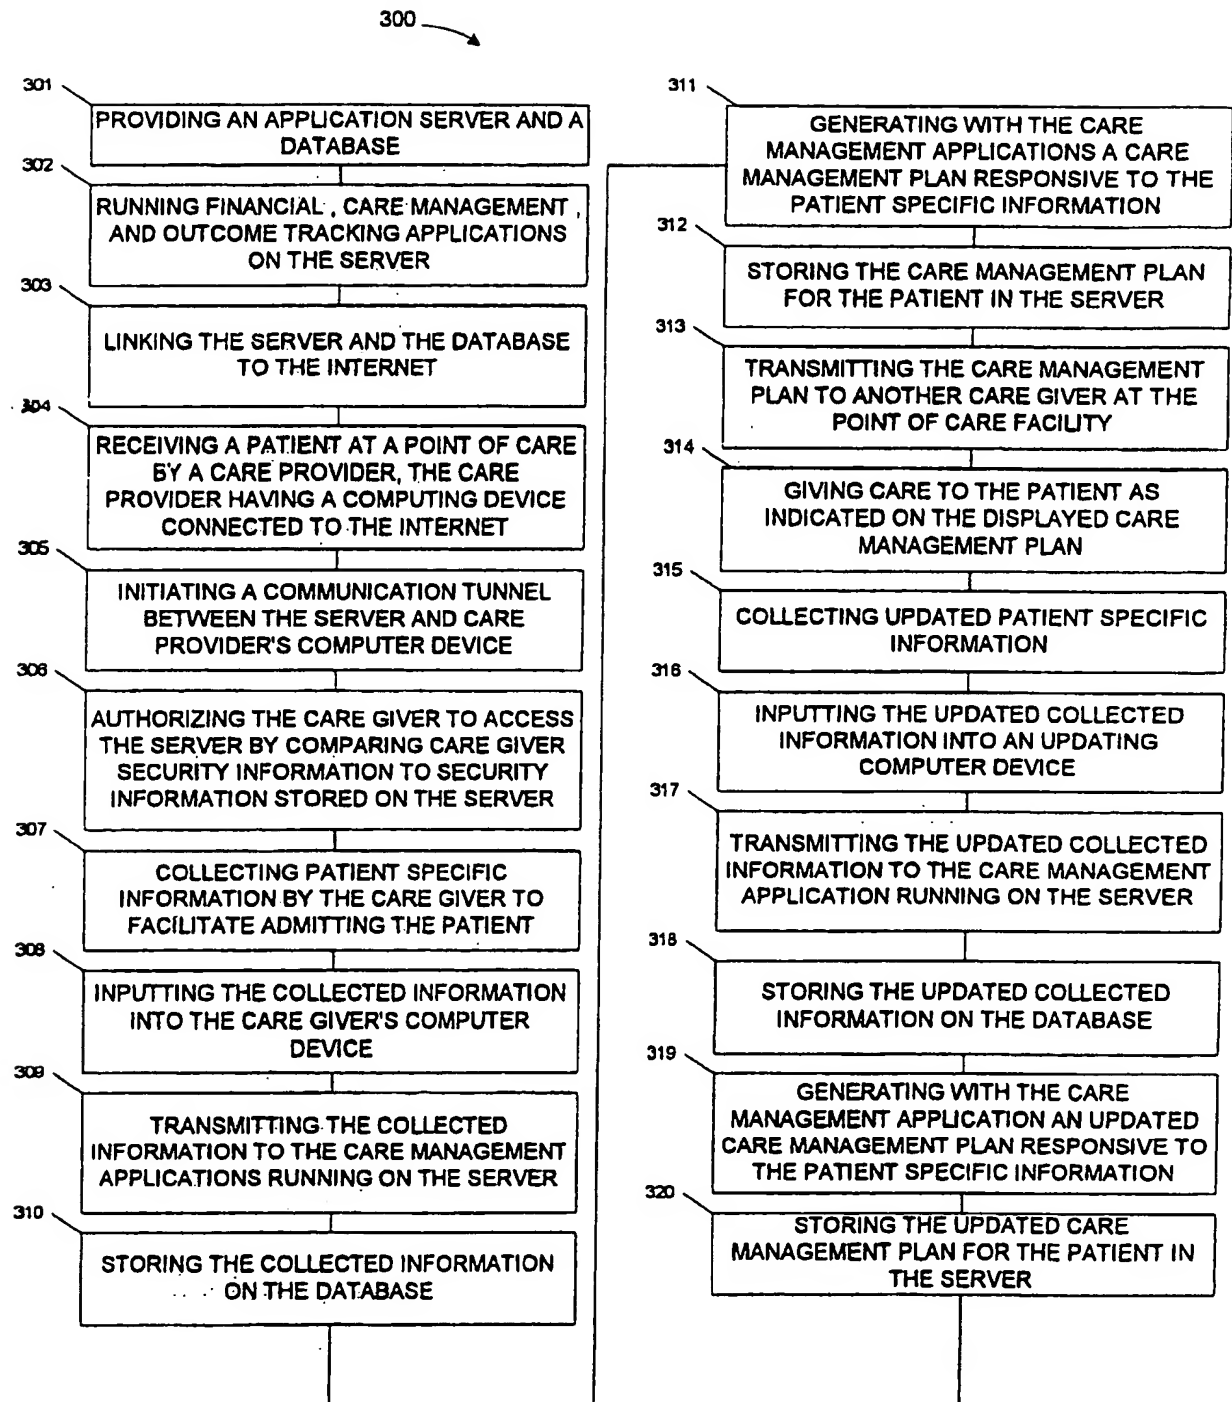 300
301
PROVIDING AN APPLICATION SERVER AND A
DATABASE
302
RUNNING FINANCIAL, CARE MANAGEMENT,
AND OUTCOME TRACKING APPLICATIONS
ON THE SERVER
303
LINKING THE SERVER AND THE DATABASE
TO THE INTERNET
304
RECEIVING A PATIENT AT A POINT OF CARE
BY A CARE PROVIDER, THE CARE
PROVIDER HAVING A COMPUTING DEVICE
CONNECTED TO THE INTERNET
305
INITIATING A COMMUNICATION TUNNEL
BETWEEN THE SERVER AND CARE
PROVIDER'S COMPUTER DEVICE
306
AUTHORIZING THE CARE GIVER TO ACCESS
THE SERVER BY COMPARING CARE GIVER
SECURITY INFORMATION TO SECURITY
INFORMATION STORED ON THE SERVER
307
COLLECTING PATIENT SPECIFIC
INFORMATION BY THE CARE GIVER TO
FACILITATE ADMITTING THE PATIENT
308
INPUTTING THE COLLECTED INFORMATION
INTO THE CARE GIVER'S COMPUTER
DEVICE
309
TRANSMITTING THE COLLECTED
INFORMATION TO THE CARE MANAGEMENT
APPLICATIONS RUNNING ON THE SERVER
310
STORING THE COLLECTED INFORMATION
ON THE DATABASE
311
GENERATING WITH THE CARE
MANAGEMENT APPLICATIONS A CARE
MANAGEMENT PLAN RESPONSIVE TO THE
PATIENT SPECIFIC INFORMATION
312
STORING THE CARE MANAGEMENT PLAN
FOR THE PATIENT IN THE SERVER
313
TRANSMITTING THE CARE MANAGEMENT
PLAN TO ANOTHER CARE GIVER AT THE
POINT OF CARE FACILITY
314
GIVING CARE TO THE PATIENT AS
INDICATED ON THE DISPLAYED CARE
MANAGEMENT PLAN
315
COLLECTING UPDATED PATIENT SPECIFIC
INFORMATION
316
INPUTTING THE UPDATED COLLECTED
INFORMATION INTO AN UPDATING
COMPUTER DEVICE
317
TRANSMITTING THE UPDATED COLLECTED
INFORMATION TO THE CARE MANAGEMENT
APPLICATION RUNNING ON THE SERVER
318
STORING THE UPDATED COLLECTED
INFORMATION ON THE DATABASE
319
GENERATING WITH THE CARE
MANAGEMENT APPLICATION AN UPDATED
CARE MANAGEMENT PLAN RESPONSIVE TO
THE PATIENT SPECIFIC INFORMATION
320
STORING THE UPDATED CARE
MANAGEMENT PLAN FOR THE PATIENT IN
THE SERVER